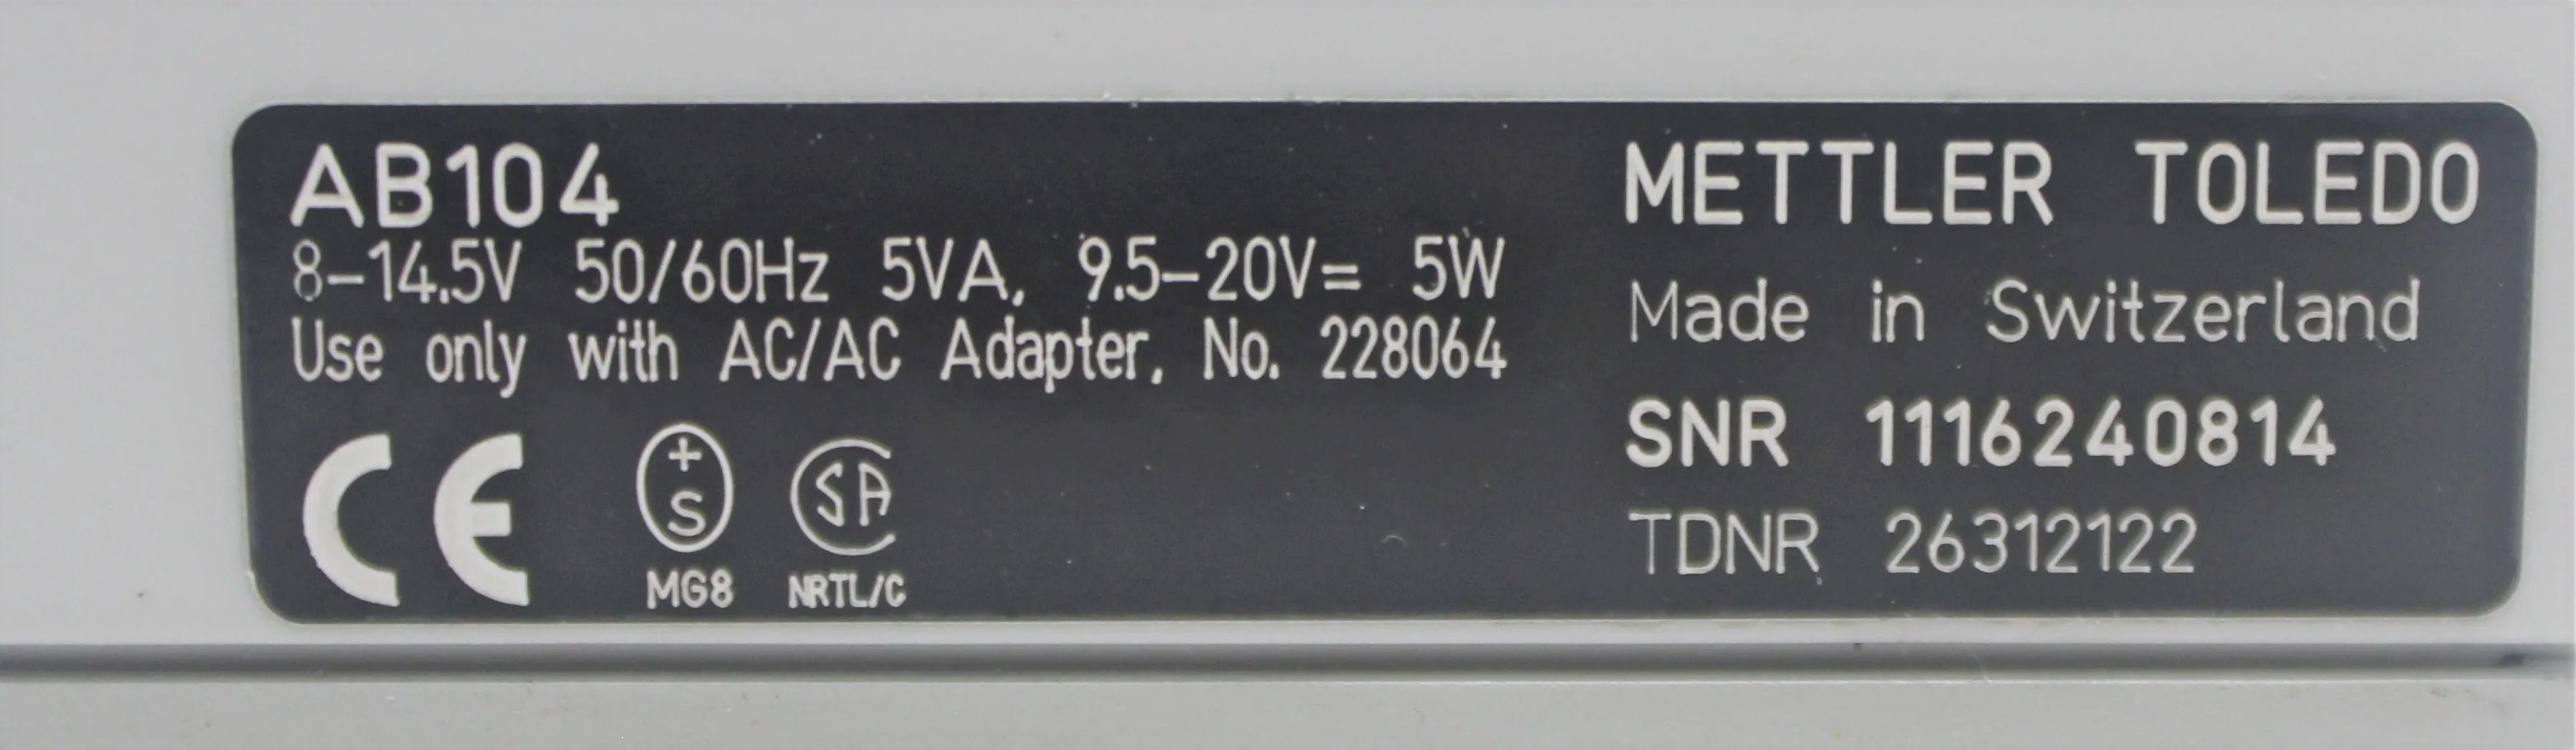 AB104
8-14.5V 50/60Hz 5VA, 9.5-20V= 5W
Use only with AC/AC Adapter, No. 228064
CE
+S
SA
MG8
NRTL/C
METTLER TOLEDO
Made in Switzerland
SNR 1116240814
TDNR 26312122